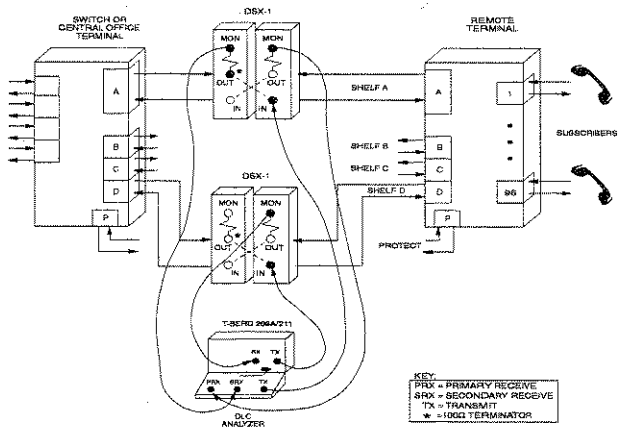 SWITCH OR
CENTRAL OFFICE
TERMINAL
DSX-1
REMOTE
TERMINAL
MON
MON
OUT
*
OUT
IN
IN
A
SHELF A
A
1
SUBSCRIBERS
B
C
D
SHELF B
SHELF C
SHELF D
B
C
D
96
DSX-1
MON
MON
OUT
*
OUT
IN
IN
P
PROTECT
P
T-BERD 209A/211
RX
TX
PRX
SRX
TX
DLC
ANALYZER
KEY:
PRX = PRIMARY RECEIVE
SRX = SECONDARY RECEIVE
TX = TRANSMIT
* = 100Ω TERMINATOR